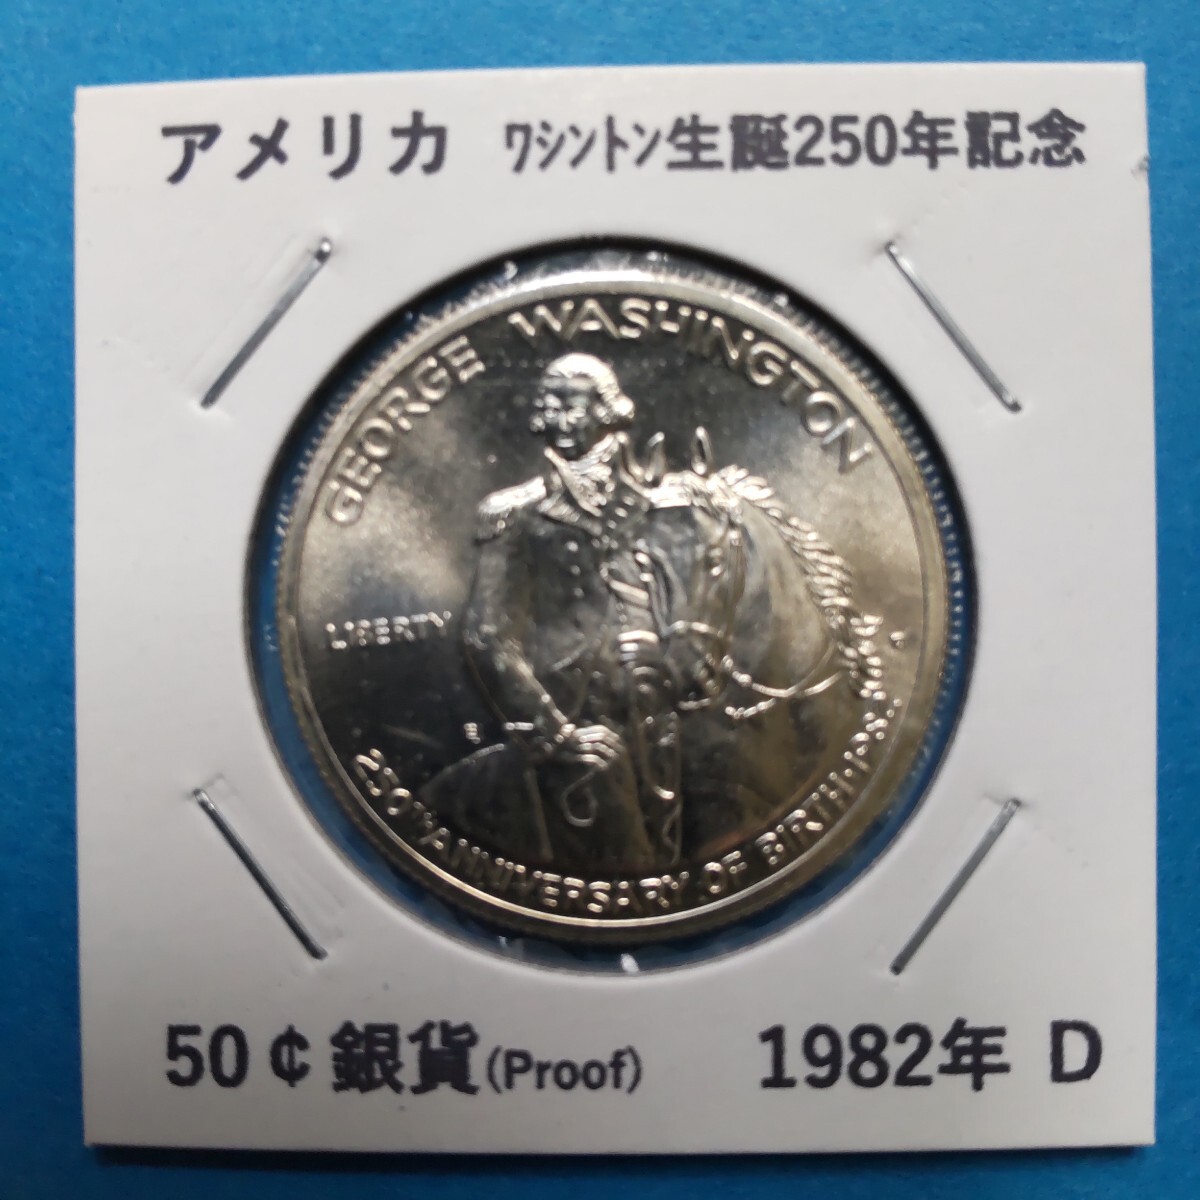 アメリカ ﾜｼﾝﾄﾝ生誕250年記念
GEORGE WASHINGTON
LIBERTY
250TH ANNIVERSARY OF BIRTH
50￠銀貨(Proof) 1982年 D